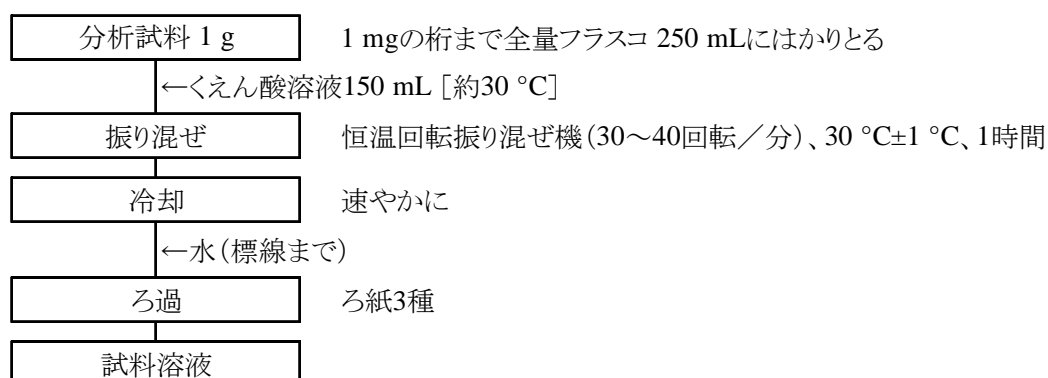 分析試料 1 g 1 mgの桁まで全量フラスコ 250 mLにはかりとる
←くえん酸溶液150 mL [約30 °C]
振り混ぜ 恒温回転振り混ぜ機(30~40回転/分)、30 °C±1 °C、1時間
冷却 速やかに
←水(標線まで)
ろ過 ろ紙3種
試料溶液